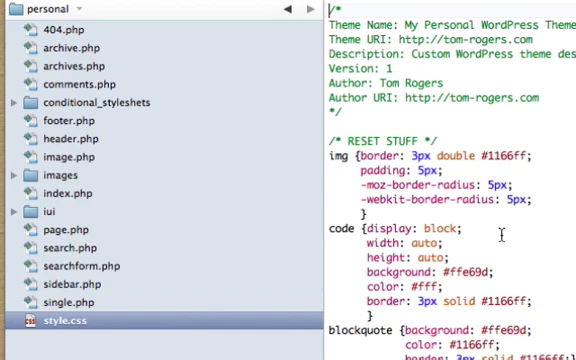 personal
404.php
archive.php
archives.php
comments.php
conditional_styleshets
footer.php
header.php
image.php
images
index.php
iui
page.php
search.php
searchform.php
sidebar.php
single.php
style.css
/*
Theme Name: My Personal WordPress Theme
Theme URI: http://tom-rogers.com
Description: Custom WordPress theme des
Version: 1
Author: Tom Rogers
Author URI: http://tom-rogers.com
*/
/* RESET STUFF */
img {border: 3px double #1166ff;
padding: 5px;
-moz-border-radius: 5px;
-webkit-border-radius: 5px;
}
code {display: block;
width: auto;
height: auto;
background: #ffe69d;
color: #fff;
border: 3px solid #1166ff;
}
blockquote {background: #ffe69d;
color: #1166ff;
border: 3px solid #1166ff;